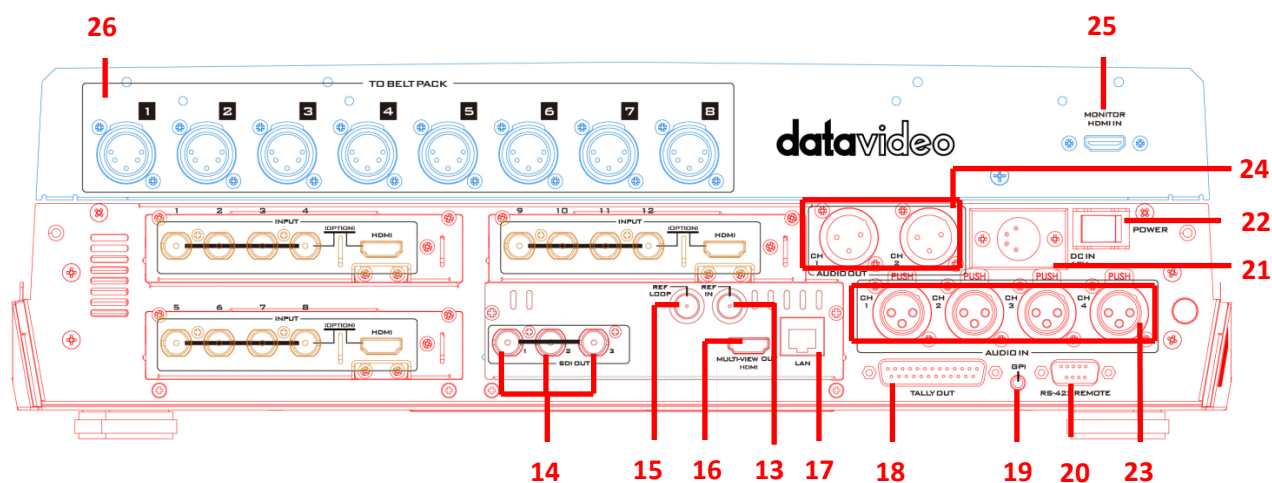 26
25
TO BELT PACK
1 2 3 4 5 6 7 8
MONITOR
HDMI IN
datavideo
24
1 2 3 4
INPUT
(OPTION)
HDMI
9 10 11 12
INPUT
(OPTION)
HDMI
CH
1
CH
2
AUDIO OUT
POWER
22
DC IN
21
PUSH PUSH PUSH PUSH
5 6 7 8
INPUT
(OPTION)
HDMI
REF
LOOP
REF
IN
CH
1
CH
2
CH
3
CH
4
AUDIO IN
1 2 3
SDI OUT
MULTI-VIEW OUT
HDMI
LAN
TALLY OUT
GPI
RS-422 REMOTE
14 15 16 13 17 18 19 20 23